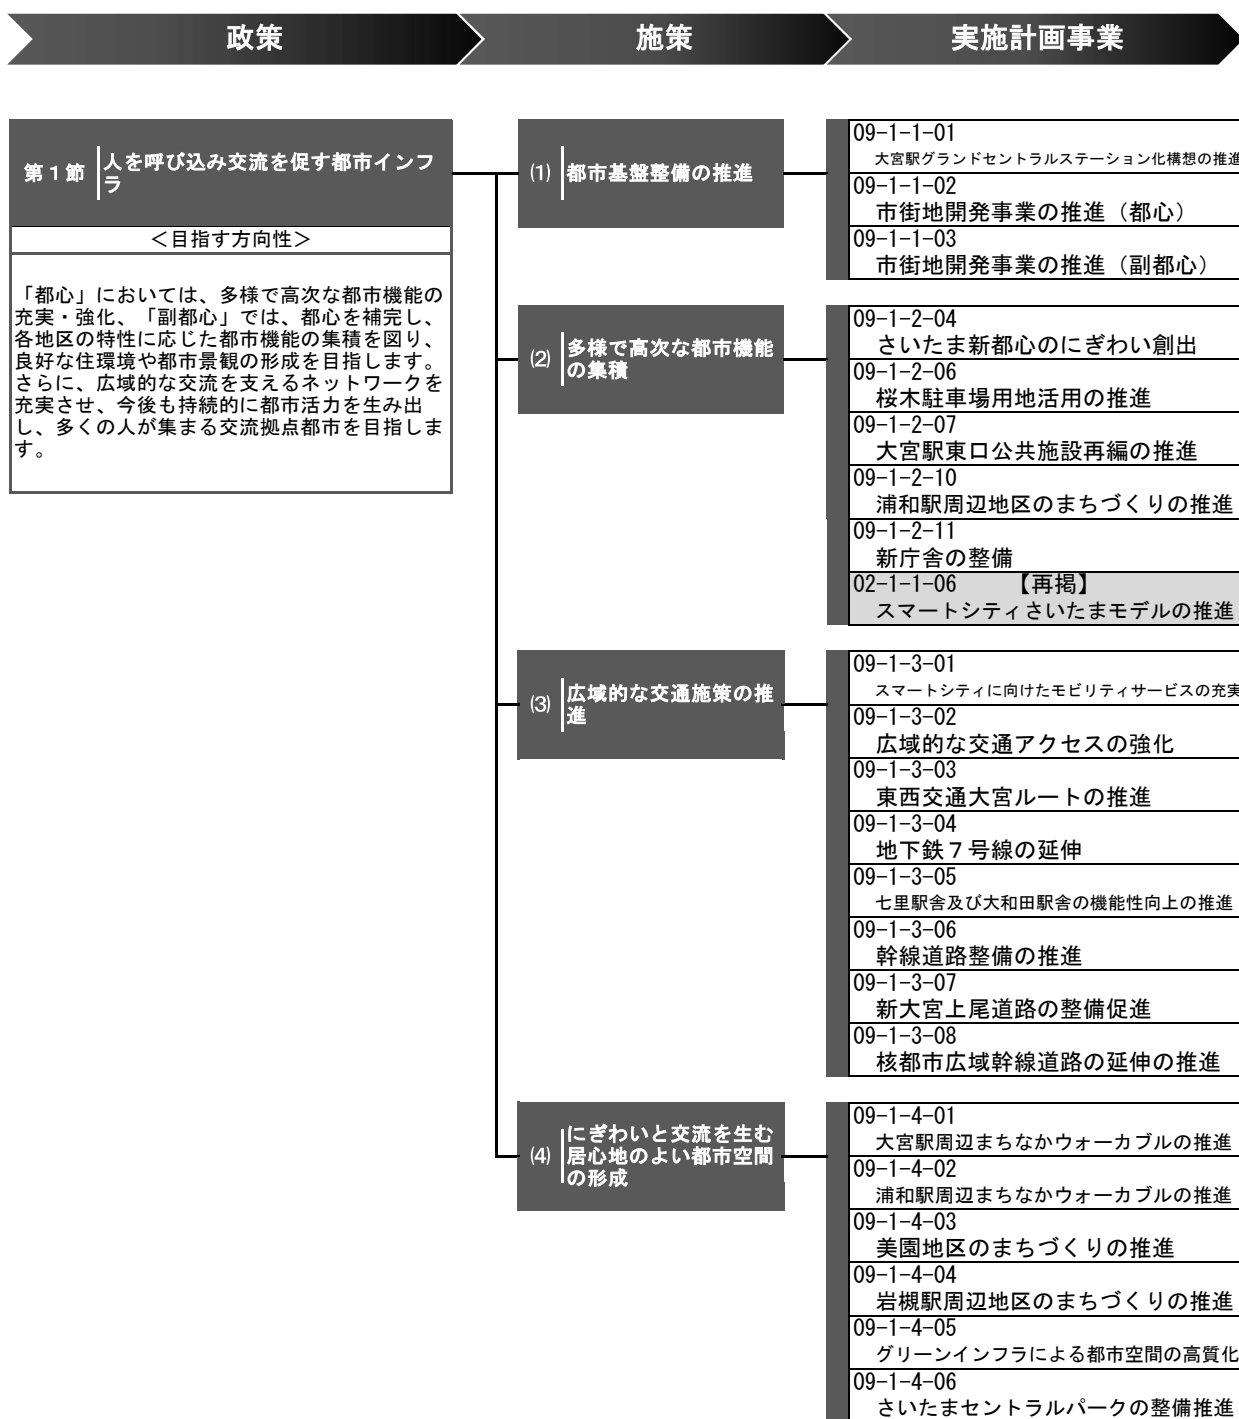 政策
施策
実施計画事業
第１節
人を呼び込み交流を促す都市インフ
ラ
＜目指す方向性＞
「都心」においては、多様で高次な都市機能の
充実・強化、「副都心」では、都心を補完し、
各地区の特性に応じた都市機能の集積を図り、
良好な住環境や都市景観の形成を目指します。
さらに、広域的な交流を支えるネットワークを
充実させ、今後も持続的に都市活力を生み出
し、多くの人が集まる交流拠点都市を目指しま
す。
⑴ 都市基盤整備の推進
09-1-1-01
大宮駅グランドセントラルステーション化構想の推進
09-1-1-02
市街地開発事業の推進（都心）
09-1-1-03
市街地開発事業の推進（副都心）
⑵ 多様で高次な都市機能
の集積
09-1-2-04
さいたま新都心のにぎわい創出
09-1-2-06
桜木駐車場用地活用の推進
09-1-2-07
大宮駅東口公共施設再編の推進
09-1-2-10
浦和駅周辺地区のまちづくりの推進
09-1-2-11
新庁舎の整備
02-1-1-06 【再掲】
スマートシティさいたまモデルの推進
⑶ 広域的な交通施策の推
進
09-1-3-01
スマートシティに向けたモビリティサービスの充実
09-1-3-02
広域的な交通アクセスの強化
09-1-3-03
東西交通大宮ルートの推進
09-1-3-04
地下鉄７号線の延伸
09-1-3-05
七里駅舎及び大和田駅舎の機能性向上の推進
09-1-3-06
幹線道路整備の推進
09-1-3-07
新大宮上尾道路の整備促進
09-1-3-08
核都市広域幹線道路の延伸の推進
⑷ にぎわいと交流を生む
居心地のよい都市空間
の形成
09-1-4-01
大宮駅周辺まちなかウォーカブルの推進
09-1-4-02
浦和駅周辺まちなかウォーカブルの推進
09-1-4-03
美園地区のまちづくりの推進
09-1-4-04
岩槻駅周辺地区のまちづくりの推進
09-1-4-05
グリーンインフラによる都市空間の高質化
09-1-4-06
さいたまセントラルパークの整備推進